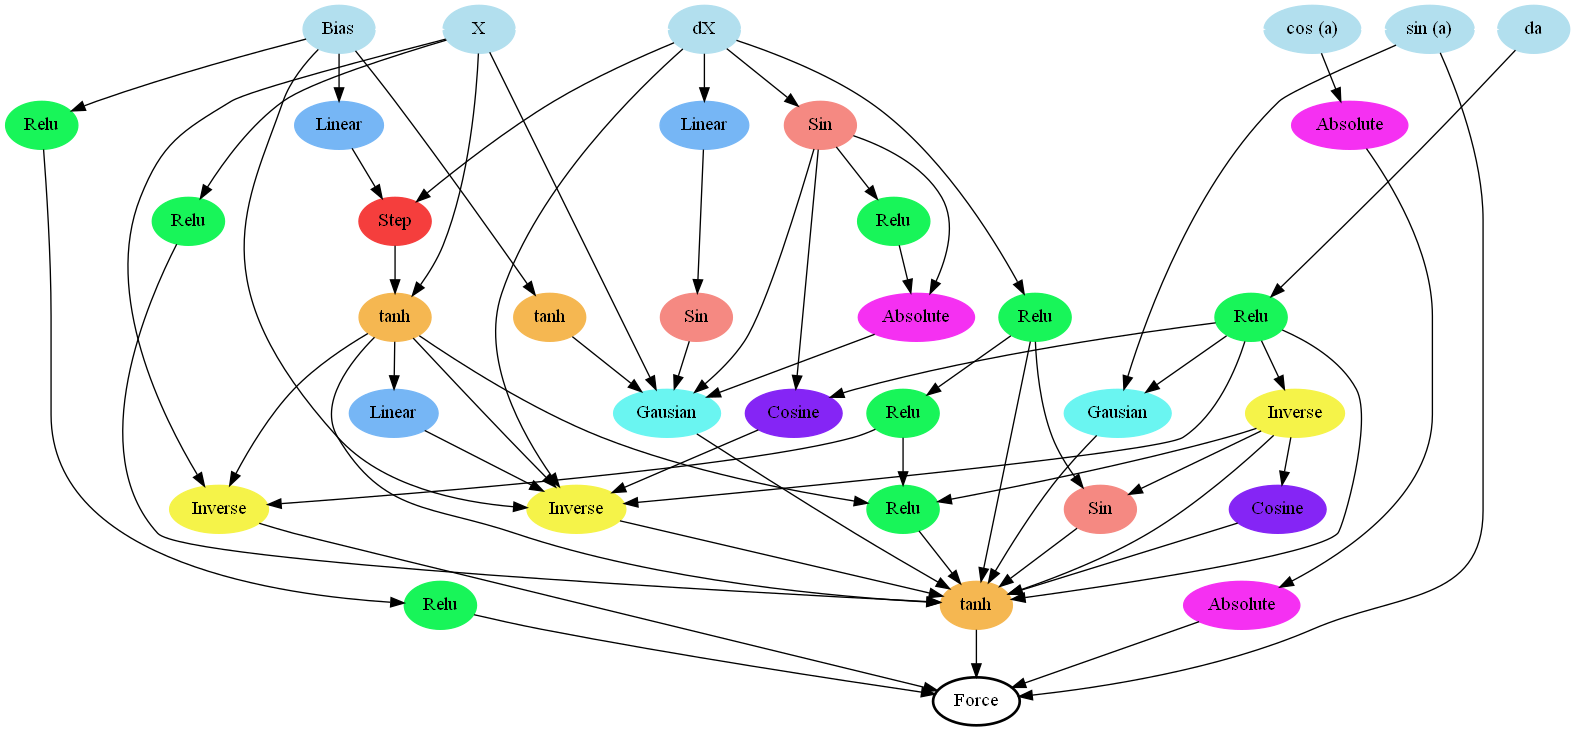 Bias
X
dX
cos (a)
sin (a)
da
Relu
Linear
Linear
Sin
Absolute
Relu
Step
Relu
tanh
tanh
Sin
Absolute
Relu
Relu
Linear
Gausian
Cosine
Relu
Gausian
Inverse
Inverse
Inverse
Relu
Sin
Cosine
Relu
tanh
Absolute
Force